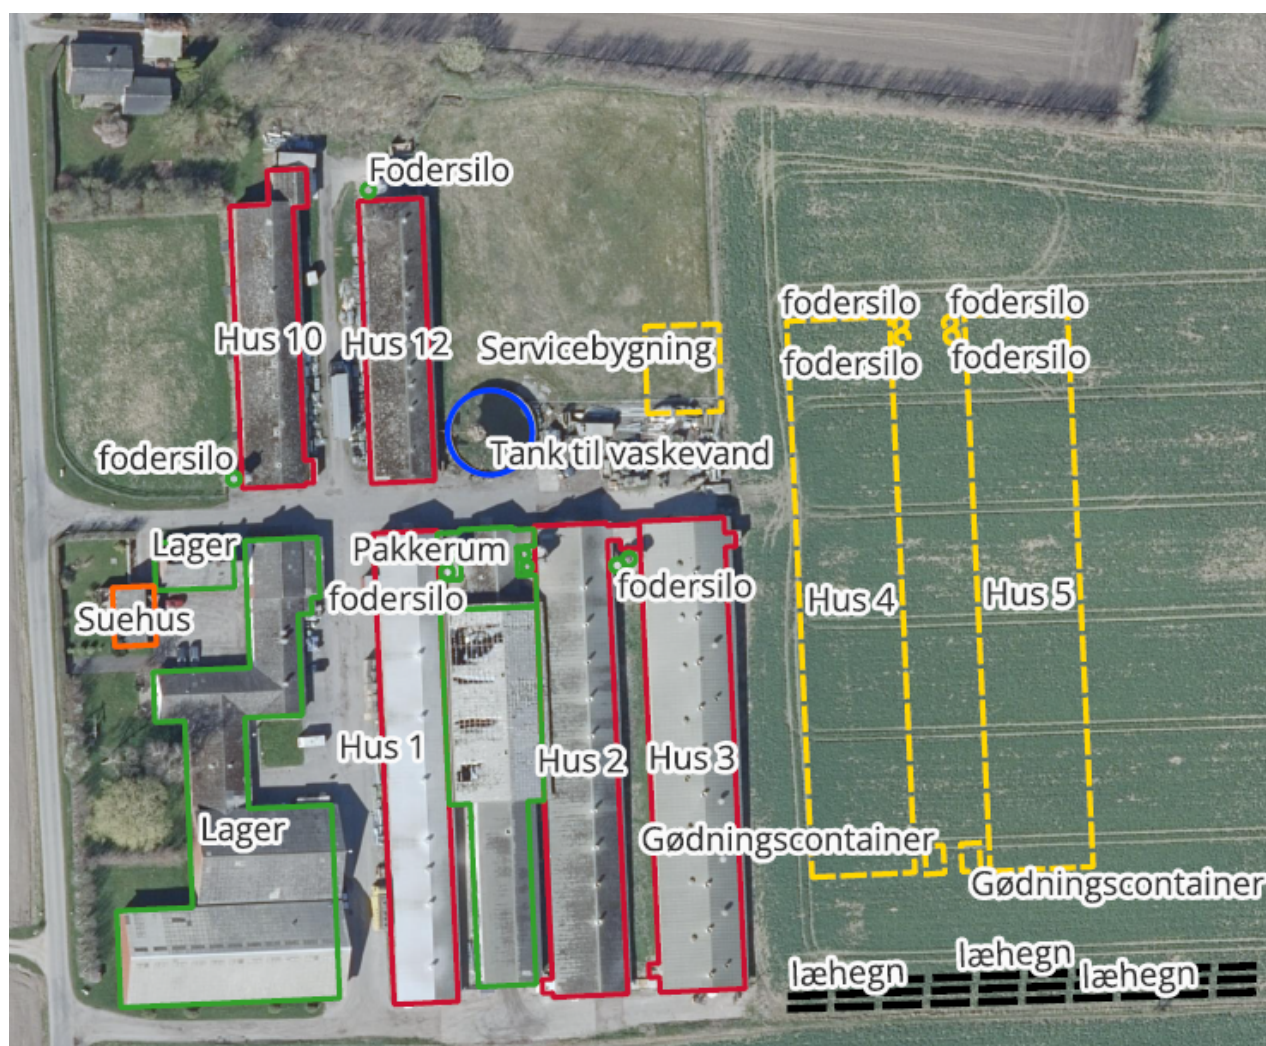 Fodersilo
fodersilo
fodersilo
Hus 10
Hus 12
Servicebygning
fodersilo
fodersilo
fodersilo
Tank til vaskevand
Lager
Pakkerum
fodersilo
fodersilo
Suehus
Hus 4
Hus 5
Hus 1
Hus 2
Hus 3
Lager
Gødningscontainer
Gødningscontainer
læhegn
læhegn
læhegn